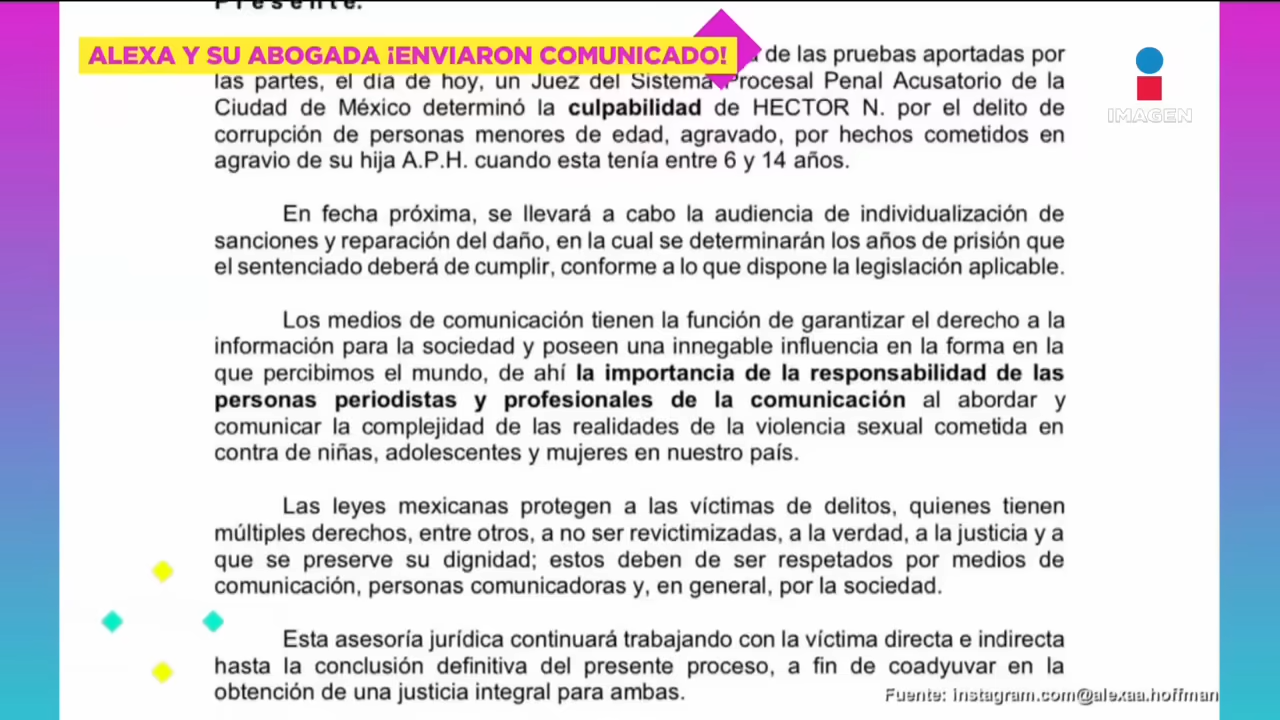 Presente.
ALEXA Y SU ABOGADA ¡ENVIARON COMUNICADO!
de las pruebas aportadas por
las partes, el día de hoy, un Juez del Sistema Procesal Penal Acusatorio de la
Ciudad de México determinó la culpabilidad de HECTOR N. por el delito de
corrupción de personas menores de edad, agravado, por hechos cometidos en
agravio de su hija A.P.H. cuando esta tenía entre 6 y 14 años.
En fecha próxima, se llevará a cabo la audiencia de individualización de
sanciones y reparación del daño, en la cual se determinarán los años de prisión que
el sentenciado deberá de cumplir, conforme a lo que dispone la legislación aplicable.
Los medios de comunicación tienen la función de garantizar el derecho a la
información para la sociedad y poseen una innegable influencia en la forma en la
que percibimos el mundo, de ahí la importancia de la responsabilidad de las
personas periodistas y profesionales de la comunicación al abordar y
comunicar la complejidad de las realidades de la violencia sexual cometida en
contra de niñas, adolescentes y mujeres en nuestro país.
Las leyes mexicanas protegen a las víctimas de delitos, quienes tienen
múltiples derechos, entre otros, a no ser revictimizadas, a la verdad, a la justicia y a
que se preserve su dignidad; estos deben de ser respetados por medios de
comunicación, personas comunicadoras y, en general, por la sociedad.
Esta asesoría jurídica continuará trabajando con la víctima directa e indirecta
hasta la conclusión definitiva del presente proceso, a fin de coadyuvar en la
obtención de una justicia integral para ambas.
IMAGEN
Fuente: instagram.com@alexaa.hoffman